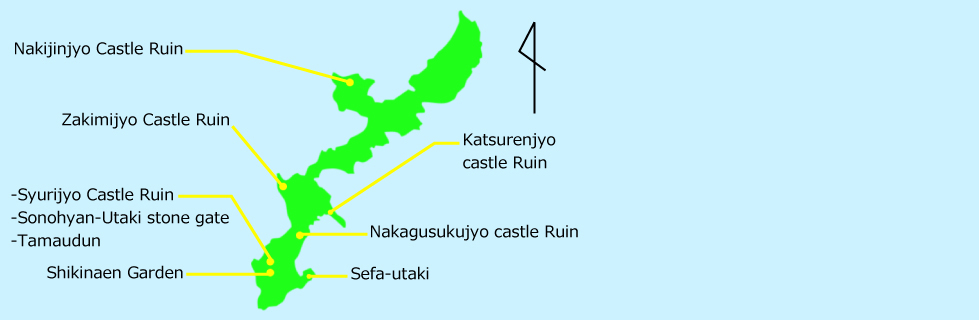 Nakijinjyo Castle Ruin
Zakimijyo Castle Ruin
Katsurenjyo
castle Ruin
-Syurijyo Castle Ruin
-Sonohyan-Utaki stone gate
-Tamaudun
Nakagusukujyo castle Ruin
Shikinaen Garden
Sefa-utaki